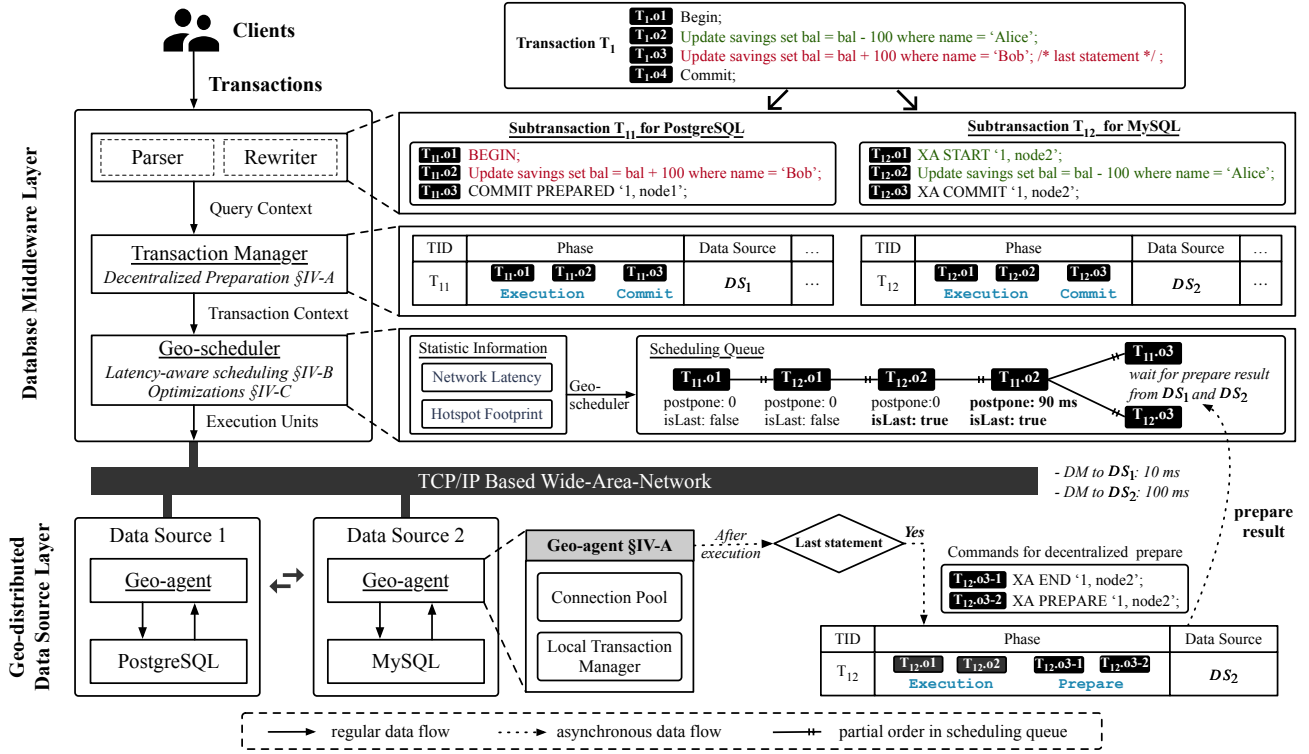 Clients
Transactions
Transaction T1
T1.o1 Begin;
T1.o2 Update savings set bal = bal - 100 where name = ‘Alice’;
T1.o3 Update savings set bal = bal + 100 where name = ‘Bob’; /* last statement */ ;
T1.o4 Commit;
Database Middleware Layer
Parser
Rewriter
Query Context
Transaction Manager
Decentralized Preparation §IV-A
Transaction Context
Geo-scheduler
Latency-aware scheduling §IV-B
Optimizations §IV-C
Execution Units
Subtransaction T11 for PostgreSQL
T11.o1 BEGIN;
T11.o2 Update savings set bal = bal + 100 where name = ‘Bob’;
T11.o3 COMMIT PREPARED ‘1, node1’;
Subtransaction T12 for MySQL
T12.o1 XA START ‘1, node2’;
T12.o2 Update savings set bal = bal - 100 where name = ‘Alice’;
T12.o3 XA COMMIT ‘1, node2’;
TID Phase Data Source …
T11 T11.o1 T11.o2 T11.o3 DS1 …
Execution Commit
TID Phase Data Source …
T12 T12.o1 T12.o2 T12.o3 DS2 …
Execution Commit
Statistic Information
Network Latency
Hotspot Footprint
Geo-
scheduler
Scheduling Queue
T11.o1 T12.o1 T12.o2 T11.o2
postpone: 0 postpone: 0 postpone:0 postpone: 90 ms
isLast: false isLast: false isLast: true isLast: true
T11.o3
wait for prepare result
from DS1 and DS2
T12.o3
TCP/IP Based Wide-Area-Network
- DM to DS1: 10 ms
- DM to DS2: 100 ms
Geo-distributed
Data Source Layer
Data Source 1
Geo-agent
PostgreSQL
Data Source 2
Geo-agent
MySQL
Geo-agent §IV-A
Connection Pool
Local Transaction
Manager
After
execution
Last statement
Yes
prepare
result
Commands for decentralized prepare
T12.o3-1 XA END ‘1, node2’;
T12.o3-2 XA PREPARE ‘1, node2’;
TID Phase Data Source
T12 T12.o1 T12.o2 T12.o3-1 T12.o3-2 DS2
Execution Prepare
regular data flow
asynchronous data flow
partial order in scheduling queue